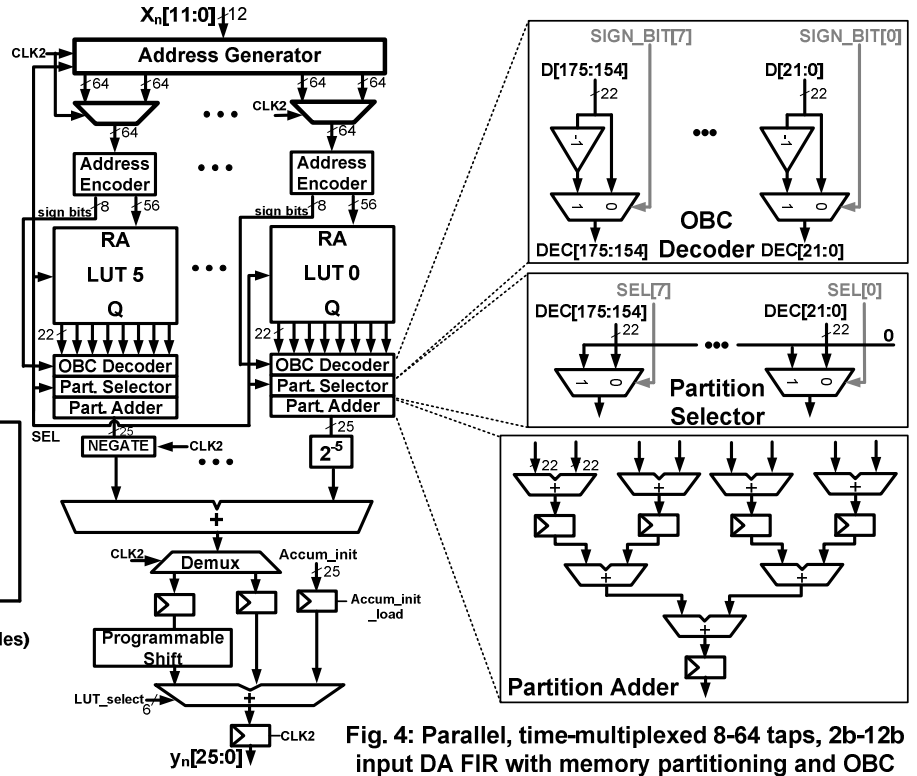 Xn[11:0]
12
CLK2
Address Generator
64
64
64
64
CLK2
64
64
Address Encoder
Address Encoder
sign bits
8
56
sign bits
8
56
RA
LUT 5
Q
RA
LUT 0
Q
22
22
OBC Decoder
Part. Selector
Part. Adder
OBC Decoder
Part. Selector
Part. Adder
SEL
25
25
NEGATE
CLK2
2-5
+
CLK2
Demux
Accum_init
25
Accum_init_load
Programmable Shift
LUT_select
6
+
CLK2
yn[25:0]
les)
SIGN_BIT[7]
SIGN_BIT[0]
D[175:154]
D[21:0]
22
22
-1
-1
1 0
1 0
OBC Decoder
DEC[175:154]
DEC[21:0]
SEL[7]
SEL[0]
DEC[175:154]
DEC[21:0]
22
22
0
1 0
1 0
Partition Selector
22
22
+
+
+
+
+
+
+
Partition Adder
Fig. 4: Parallel, time-multiplexed 8-64 taps, 2b-12b
input DA FIR with memory partitioning and OBC